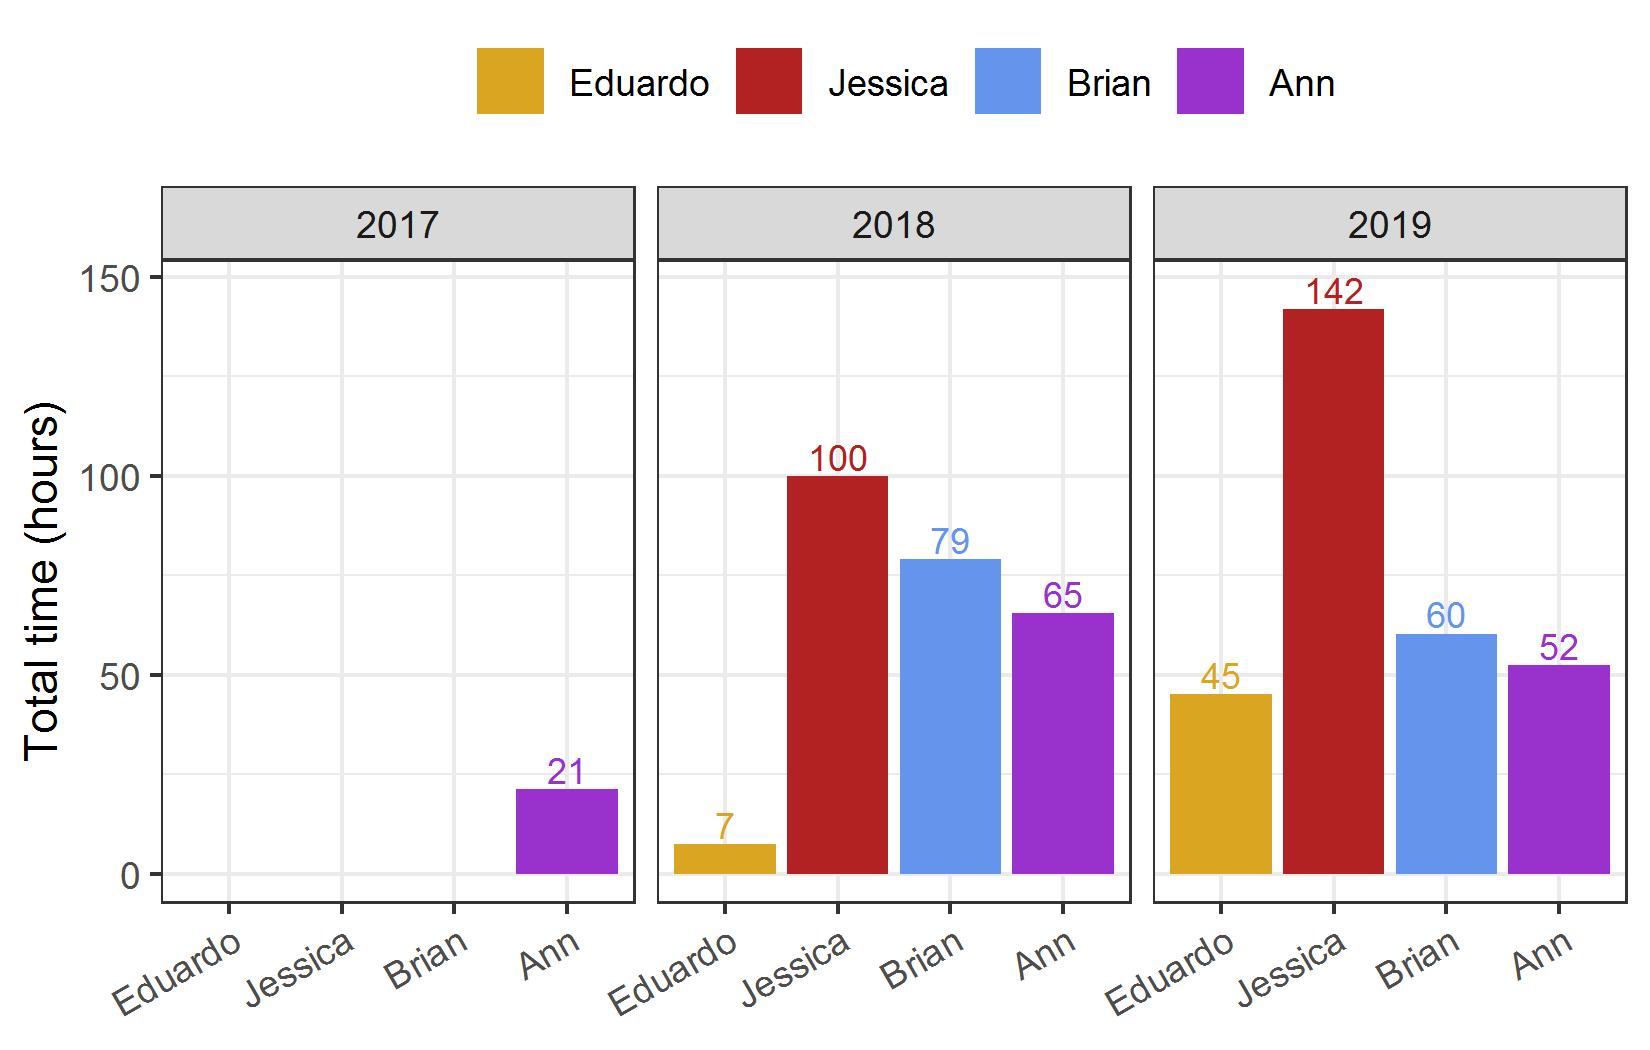 Eduardo Jessica Brian Ann
2017 2018 2019
Total time (hours)
150
100
50
0
21
7 100 79 65
45 142 60 52
Eduardo Jessica Brian Ann Eduardo Jessica Brian Ann Eduardo Jessica Brian Ann